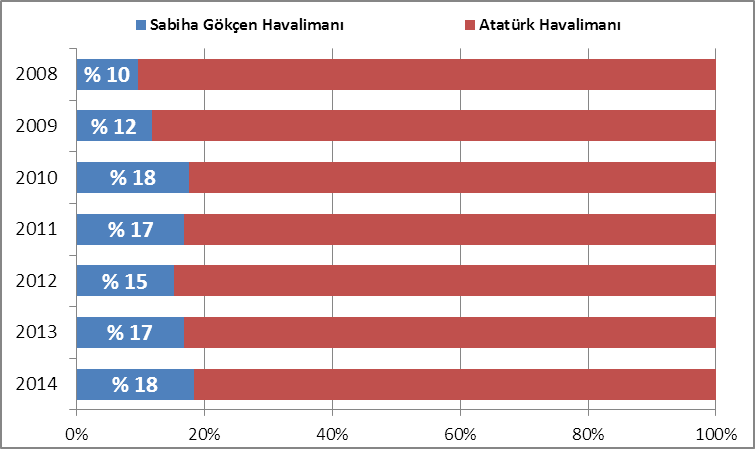 Sabiha Gökçen Havalimanı Atatürk Havalimanı
2008 % 10
2009 % 12
2010 % 18
2011 % 17
2012 % 15
2013 % 17
2014 % 18
0% 20% 40% 60% 80% 100%